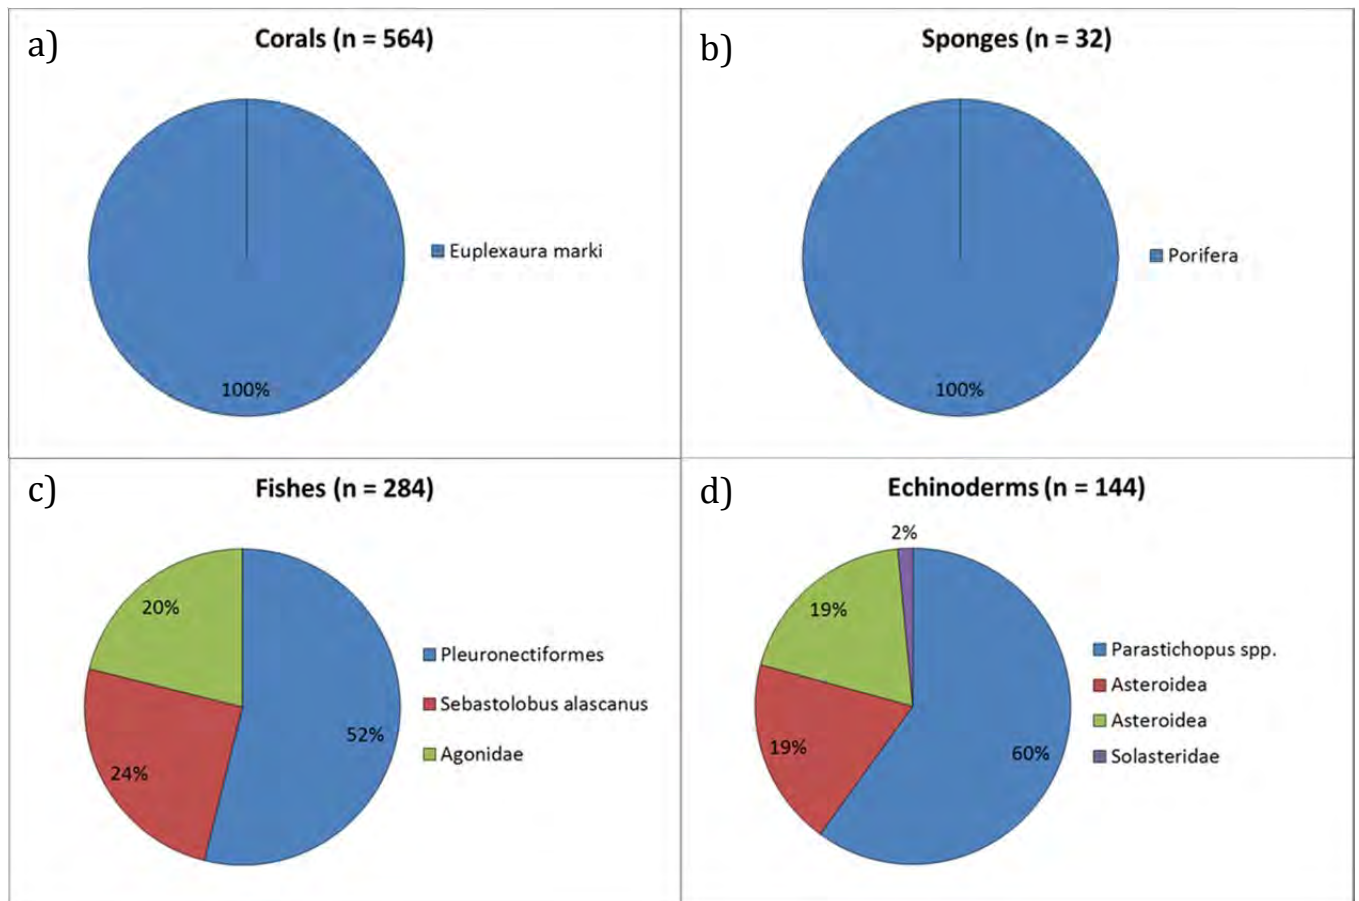 a)
Corals (n = 564)
Euplexaura marki
100%
b)
Sponges (n = 32)
Porifera
100%
c)
Fishes (n = 284)
20%
52%
24%
Pleuronectiformes
Sebastolobus alascanus
Agonidae
d)
Echinoderms (n = 144)
2%
19%
19%
60%
Parastichopus spp.
Asteroidea
Asteroidea
Solasteridae